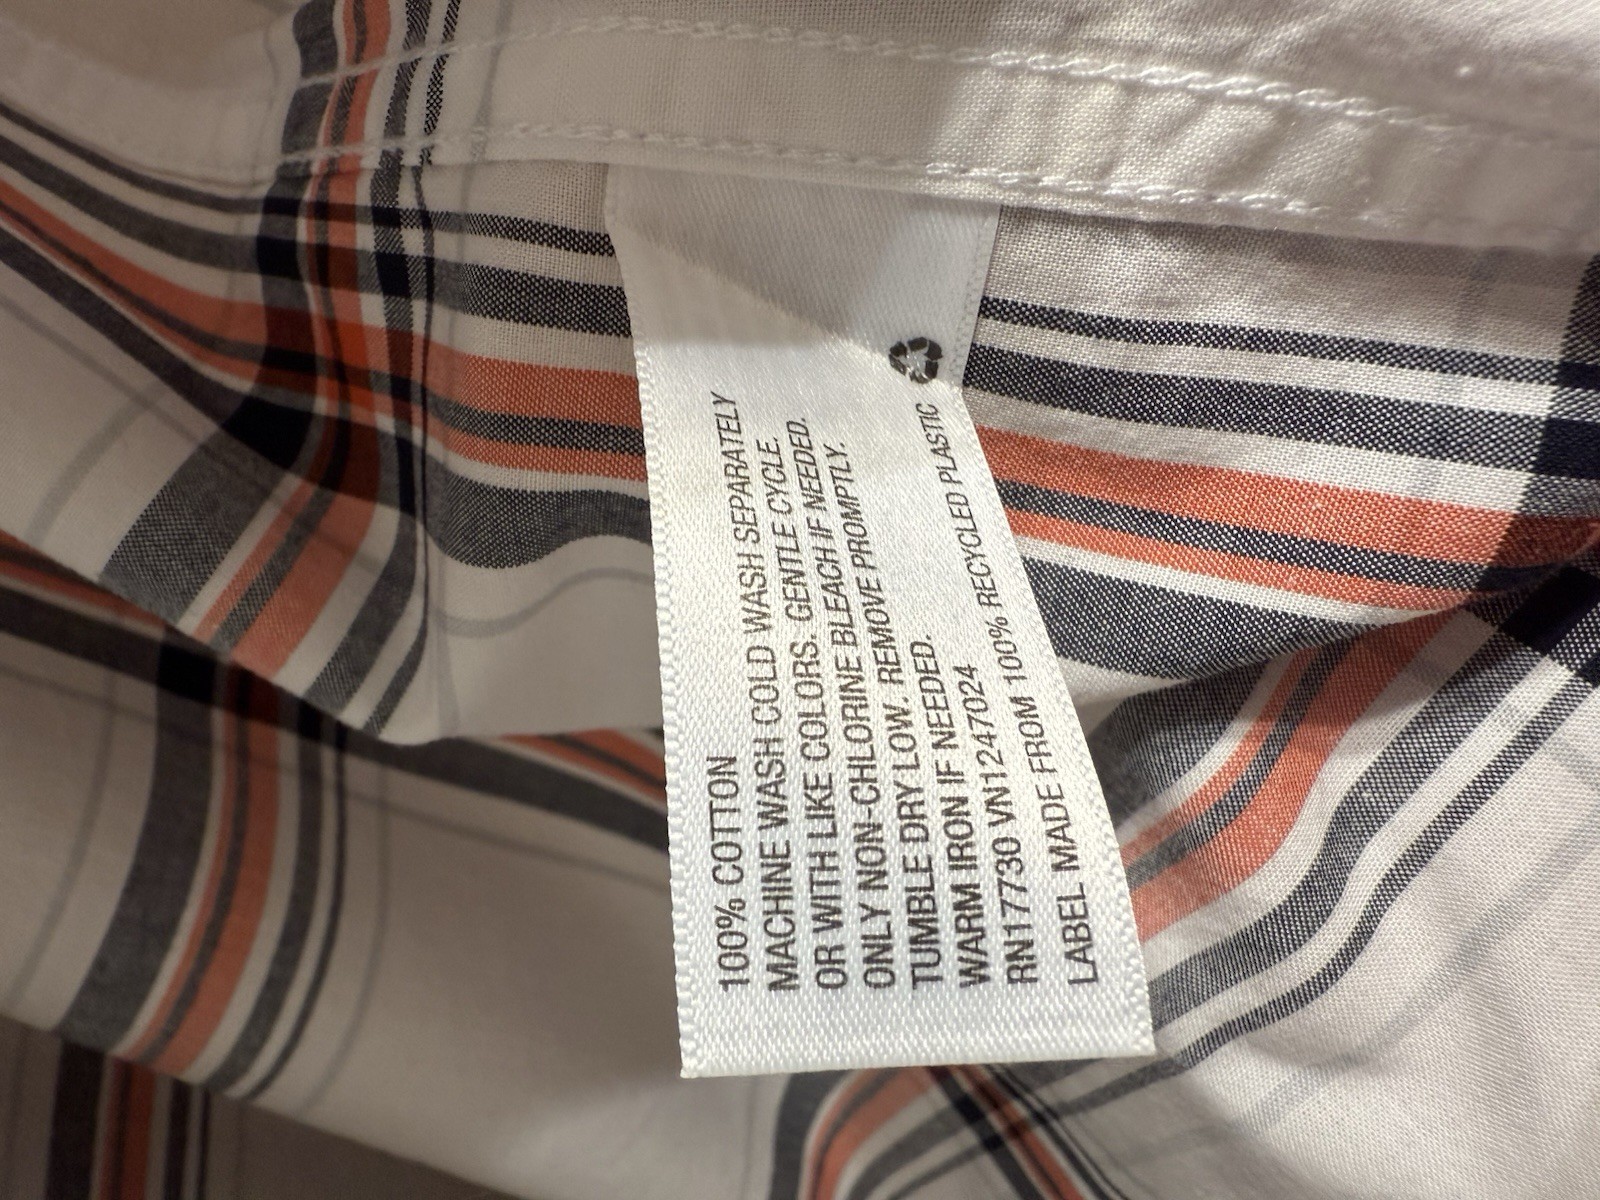 100% COTTON
MACHINE WASH COLD WASH SEPARATELY
OR WITH LIKE COLORS. GENTLE CYCLE.
ONLY NON-CHLORINE BLEACH IF NEEDED.
TUMBLE DRY LOW. REMOVE PROMPTLY.
WARM IRON IF NEEDED.
RN17730 VN1247024
LABEL MADE FROM 100% RECYCLED PLASTIC